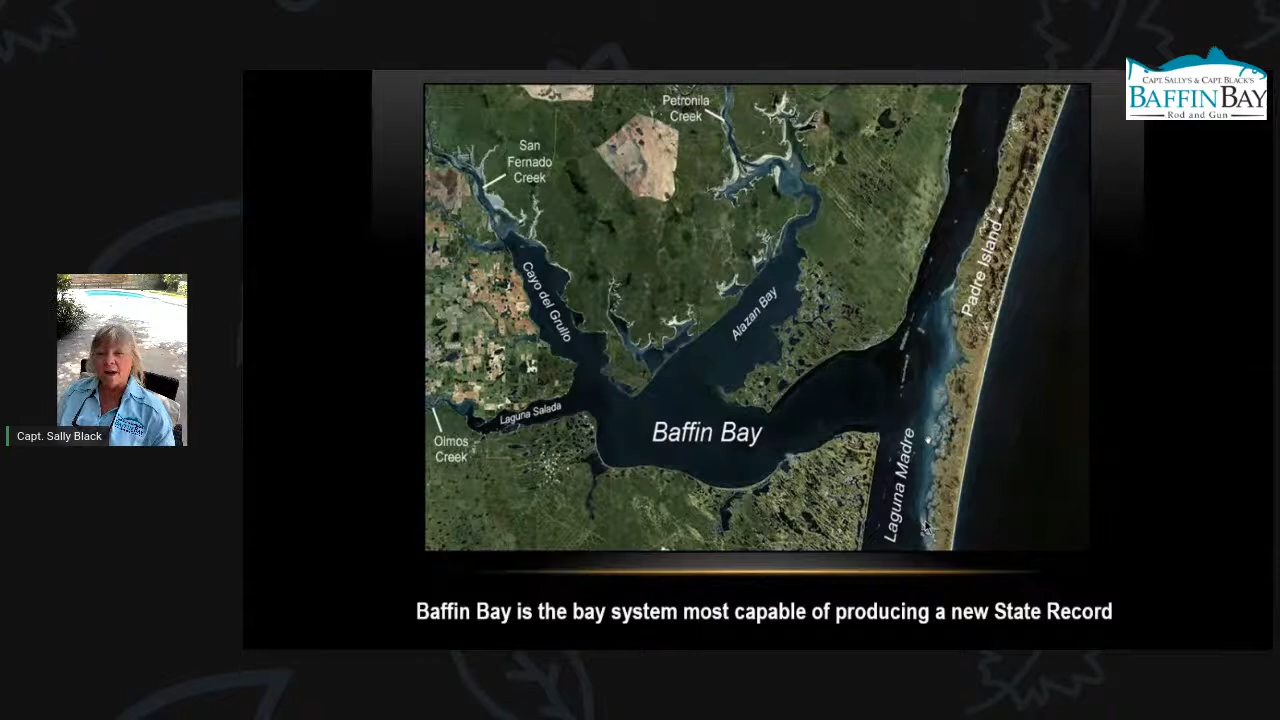 CAPT. SALLY'S & CAPT. BLACK'S
BAFFIN BAY
Rod and Gun
Petronila
Creek
San
Fernado
Creek
Padre Island
Cayo del Grullo
Alazan Bay
Laguna Salada
Baffin Bay
Olmos
Creek
Laguna Madre
Capt. Sally Black
Baffin Bay is the bay system most capable of producing a new State Record